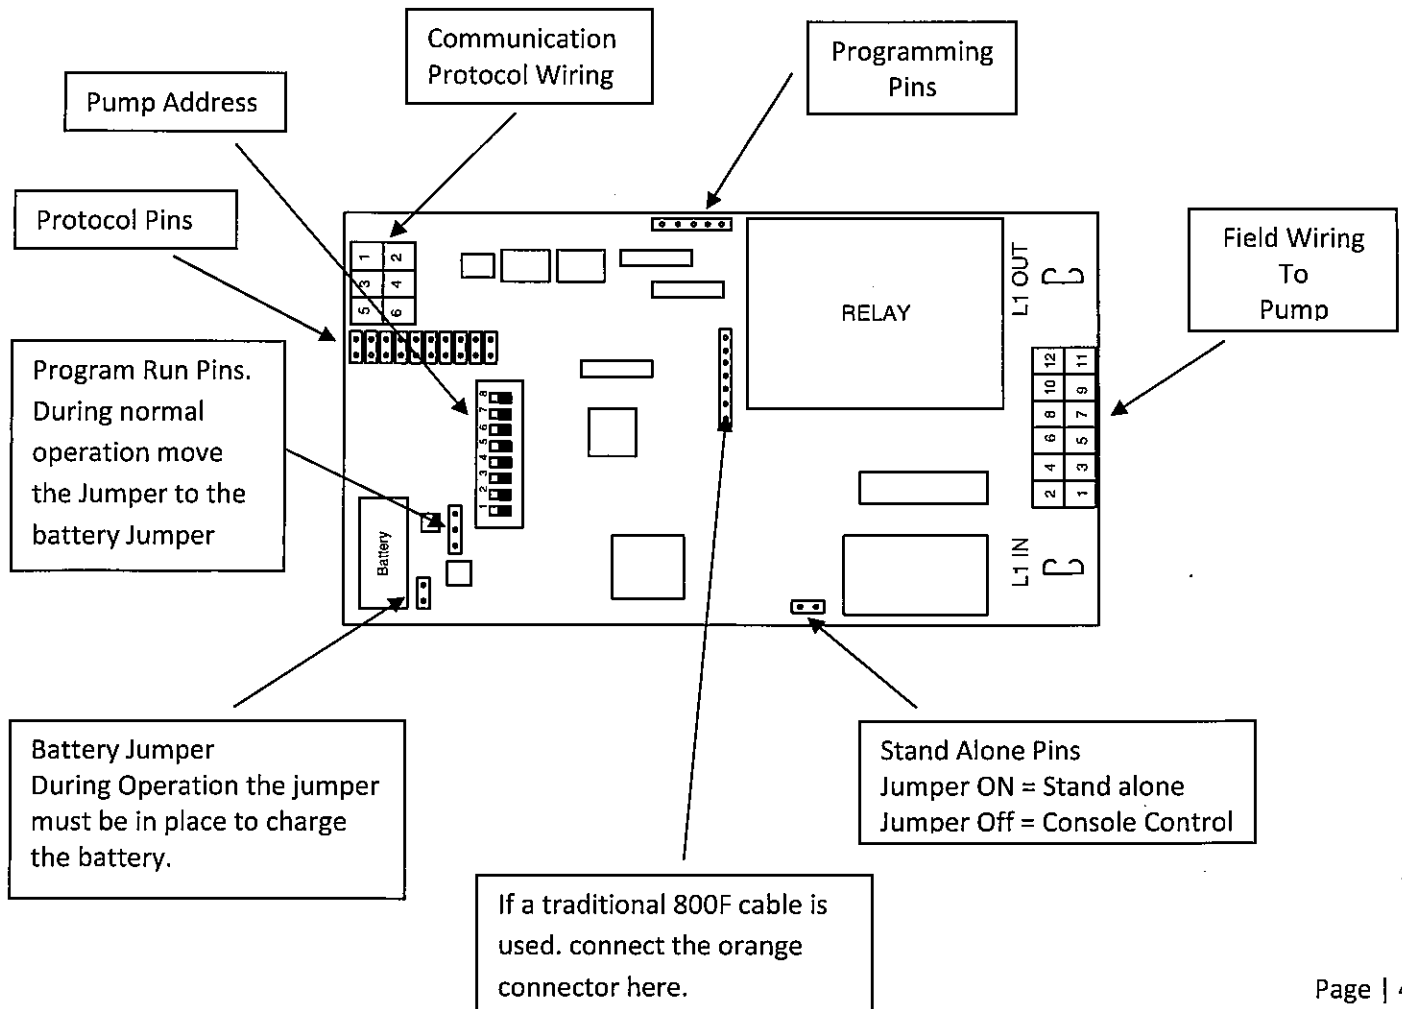 Communication
Protocol Wiring
Programming
Pins
Pump Address
Protocol Pins
Field Wiring
To
Pump
1 2
3 4
5 6
RELAY
L1 OUT
12 11
10 9
8 7
6 5
4 3
2 1
Program Run Pins.
During normal
operation move
the Jumper to the
battery Jumper
8
7
6
5
4
3
2
1
Battery
L1 IN
Battery Jumper
During Operation the jumper
must be in place to charge
the battery.
Stand Alone Pins
Jumper ON = Stand alone
Jumper Off = Console Control
If a traditional 800F cable is
used. connect the orange
connector here.
Page | 4